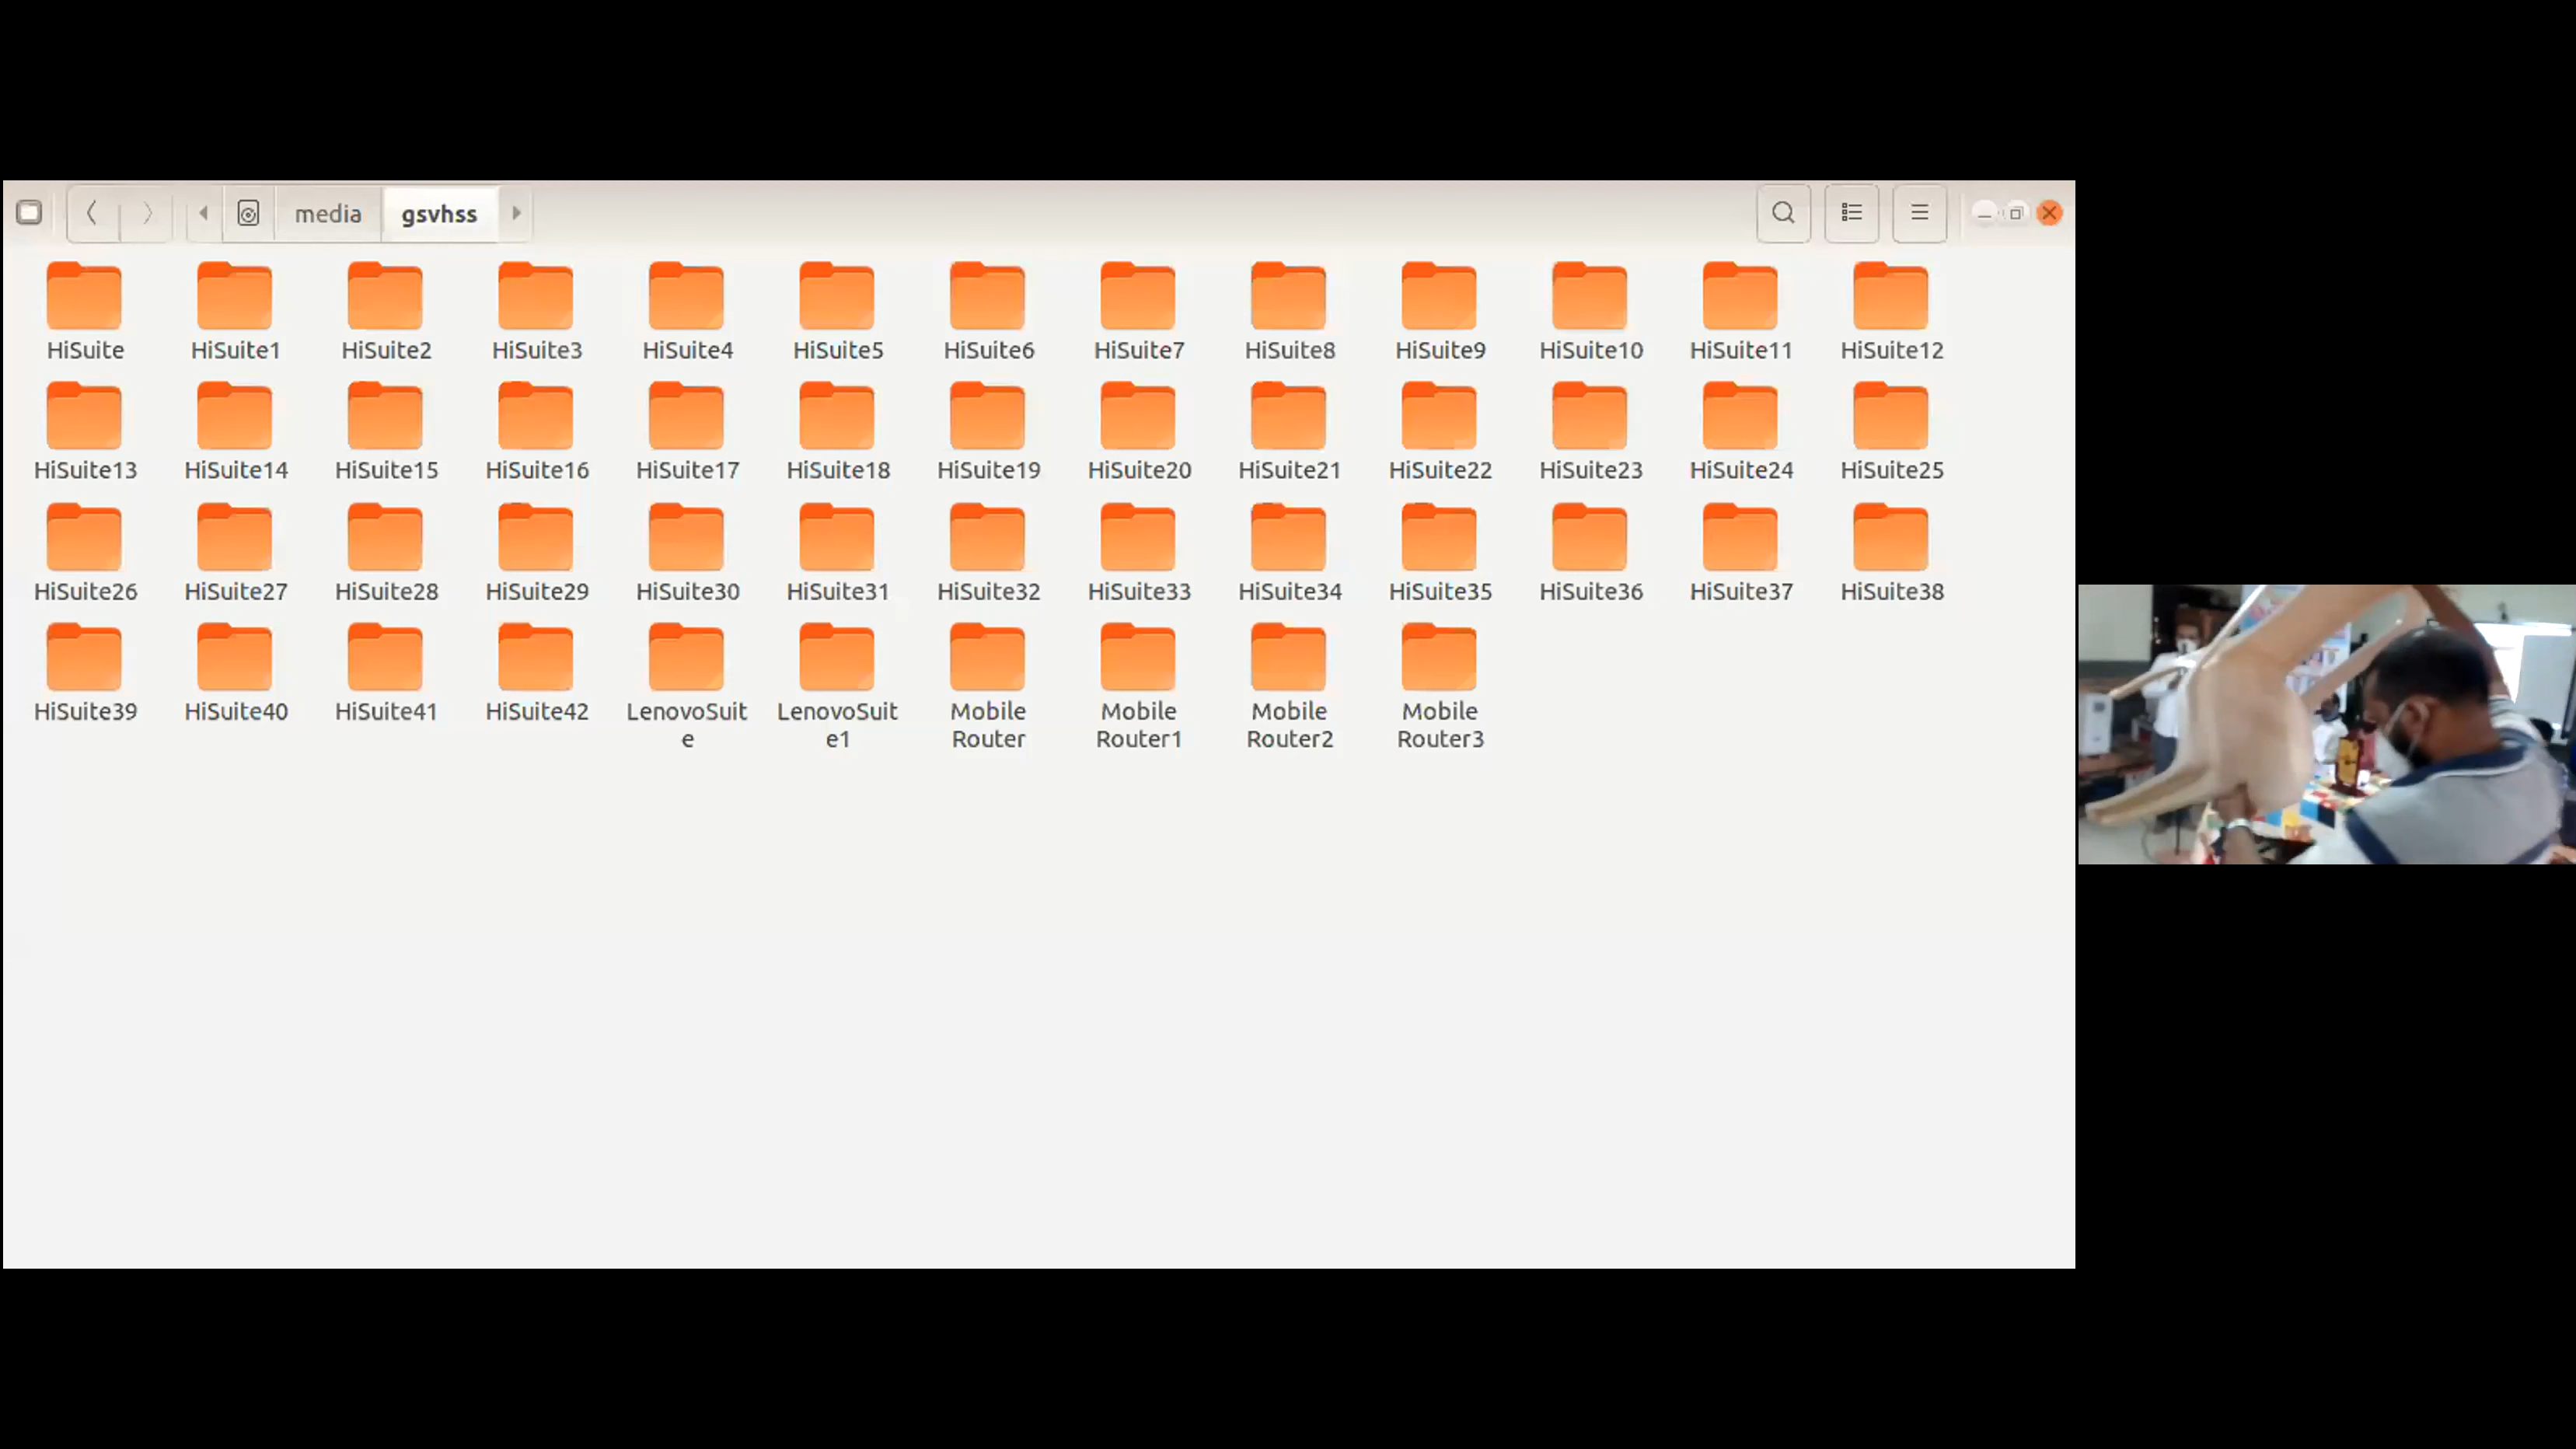 media gsvhss
HiSuite HiSuite1 HiSuite2 HiSuite3 HiSuite4 HiSuite5 HiSuite6 HiSuite7 HiSuite8 HiSuite9 HiSuite10 HiSuite11 HiSuite12
HiSuite13 HiSuite14 HiSuite15 HiSuite16 HiSuite17 HiSuite18 HiSuite19 HiSuite20 HiSuite21 HiSuite22 HiSuite23 HiSuite24 HiSuite25
HiSuite26 HiSuite27 HiSuite28 HiSuite29 HiSuite30 HiSuite31 HiSuite32 HiSuite33 HiSuite34 HiSuite35 HiSuite36 HiSuite37 HiSuite38
HiSuite39 HiSuite40 HiSuite41 HiSuite42 LenovoSuit LenovoSuit Mobile Mobile Mobile Mobile
e e1 Router Router1 Router2 Router3